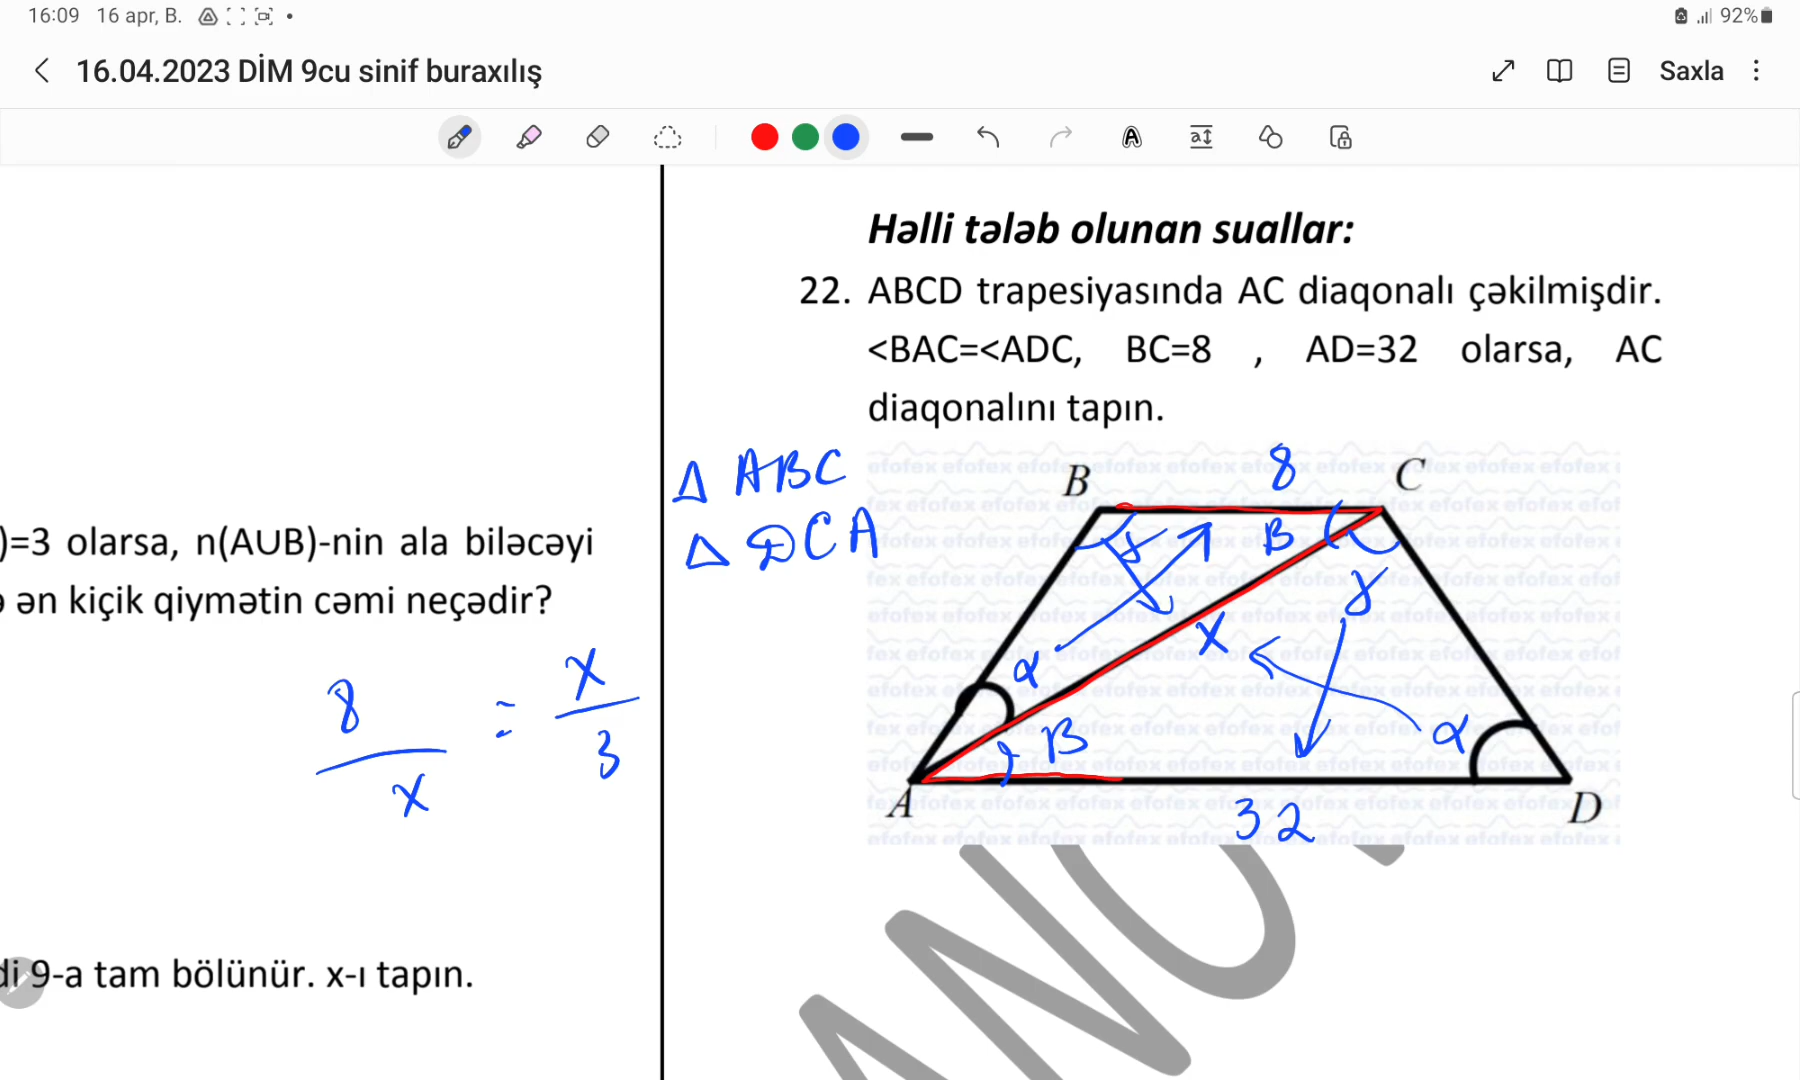 16:09 16 apr, B. 92%
16.04.2023 DİM 9cu sinif buraxılış
Saxla
)=3 olarsa, n(AUB)-nin ala biləcəyi
ən kiçik qiymətin cəmi neçədir?
8/x = x/3
di 9-a tam bölünür. x-ı tapın.
Həlli tələb olunan suallar:
22. ABCD trapesiyasında AC diaqonalı çəkilmişdir.
<BAC=<ADC, BC=8 , AD=32 olarsa, AC
diaqonalını tapın.
Δ ABC
Δ DCA
B 8 C
γ β
γ
α x
β α
A 32 D